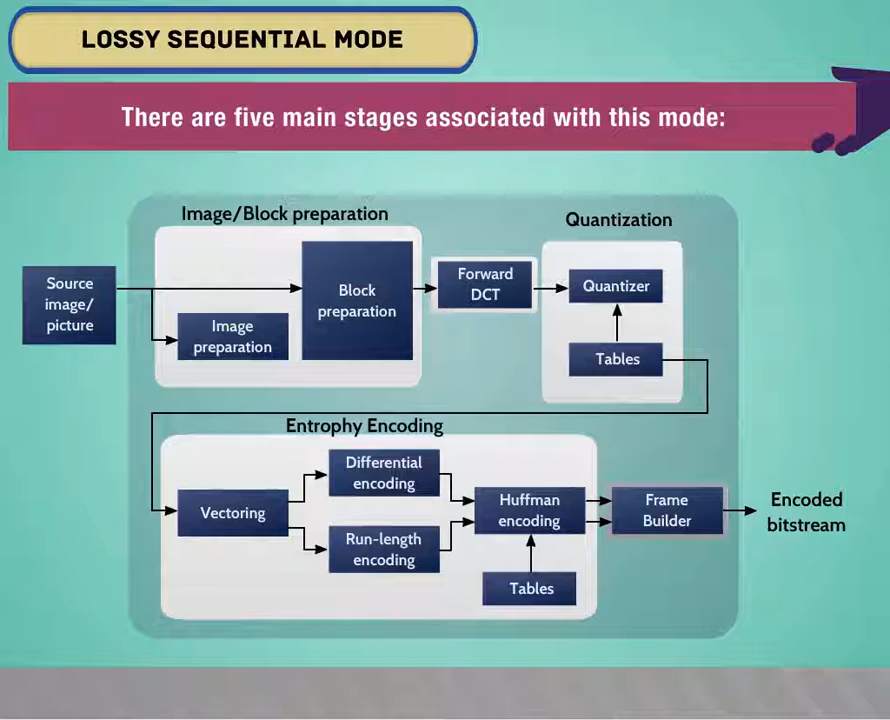 LOSSY SEQUENTIAL MODE
There are five main stages associated with this mode:
Image/Block preparation
Quantization
Source
image/
picture
Image
preparation
Block
preparation
Forward
DCT
Quantizer
Tables
Entrophy Encoding
Vectoring
Differential
encoding
Run-length
encoding
Huffman
encoding
Tables
Frame
Builder
Encoded
bitstream